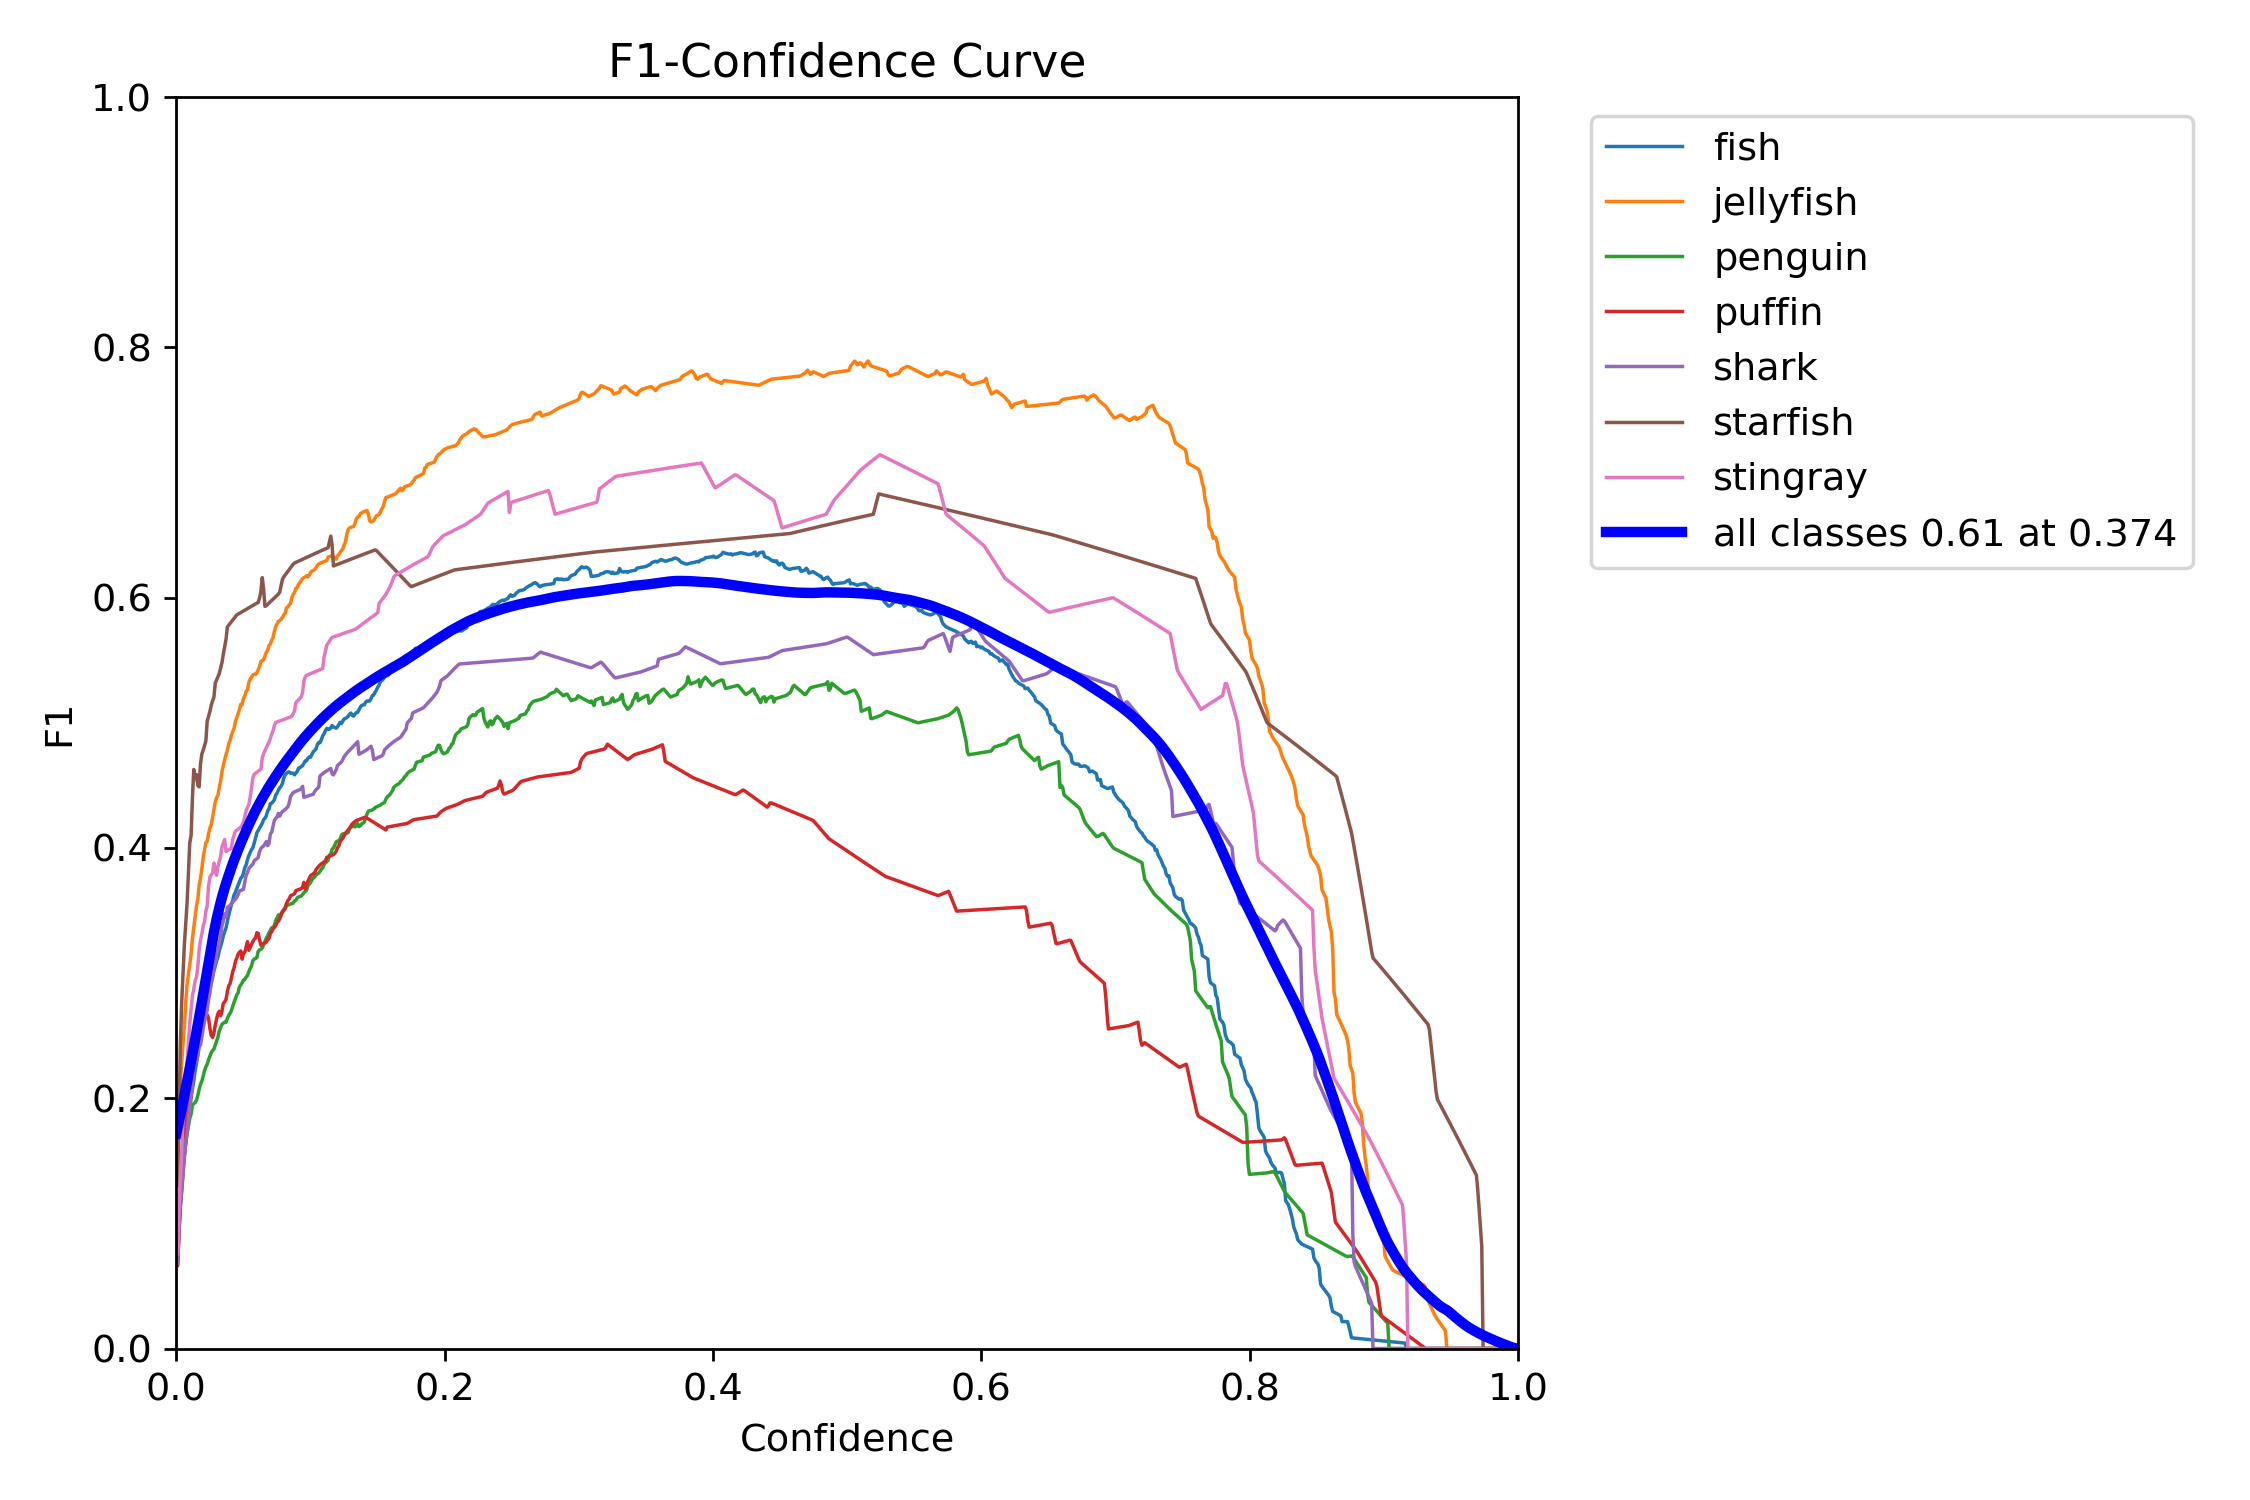 F1-Confidence Curve
1.0
0.8
0.6
0.4
0.2
0.0
F1
0.0 0.2 0.4 0.6 0.8 1.0
Confidence
fish
jellyfish
penguin
puffin
shark
starfish
stingray
all classes 0.61 at 0.374